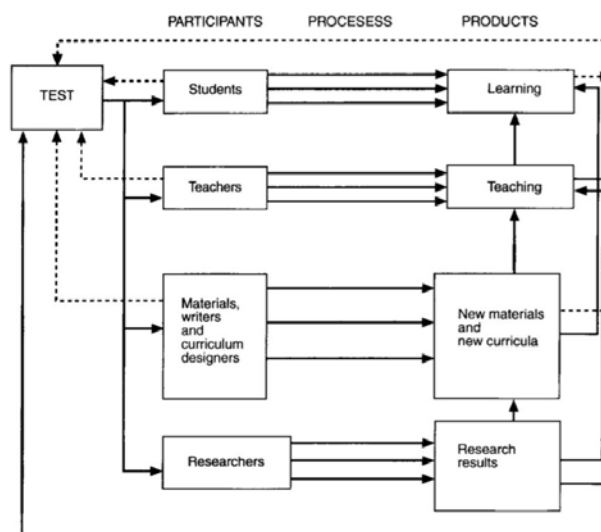 PARTICIPANTS PROCESESS PRODUCTS
TEST
Students
Learning
Teachers
Teaching
Materials,
writers
and
curriculum
designers
New materials
and
new curricula
Researchers
Research
results